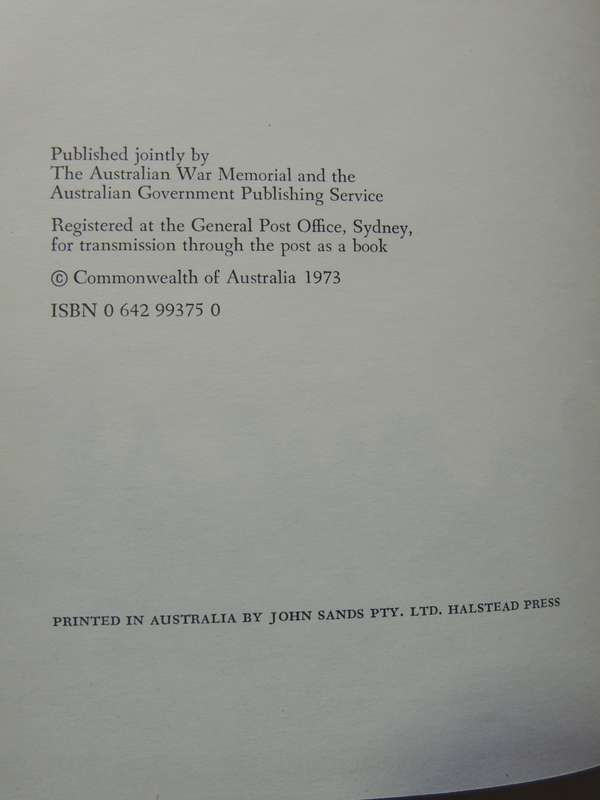 Published jointly by
The Australian War Memorial and the
Australian Government Publishing Service
Registered at the General Post Office, Sydney,
for transmission through the post as a book
© Commonwealth of Australia 1973
ISBN 0 642 99375 0
PRINTED IN AUSTRALIA BY JOHN SANDS PTY. LTD. HALSTEAD PRESS